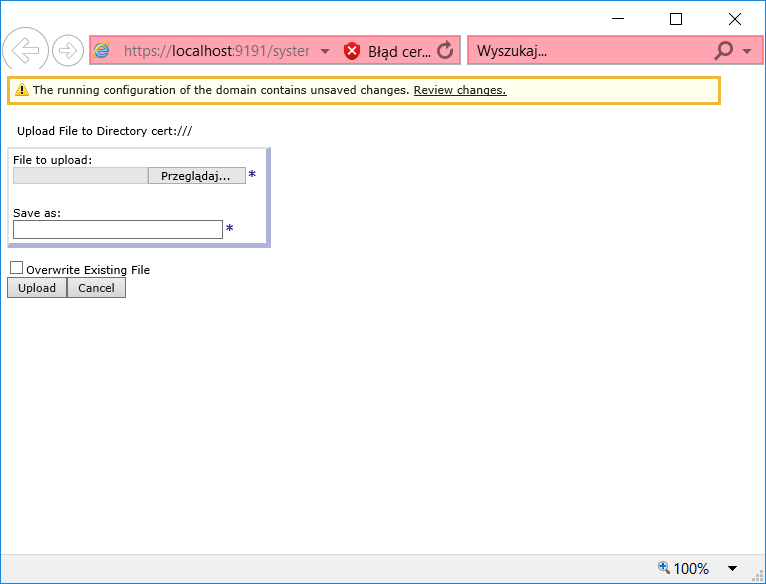 https://localhost:9191/system
Błąd cer...
Wyszukaj...
The running configuration of the domain contains unsaved changes. Review changes.
Upload File to Directory cert:///
File to upload:
Przeglądaj... *
Save as:
*
Overwrite Existing File
Upload Cancel
100%